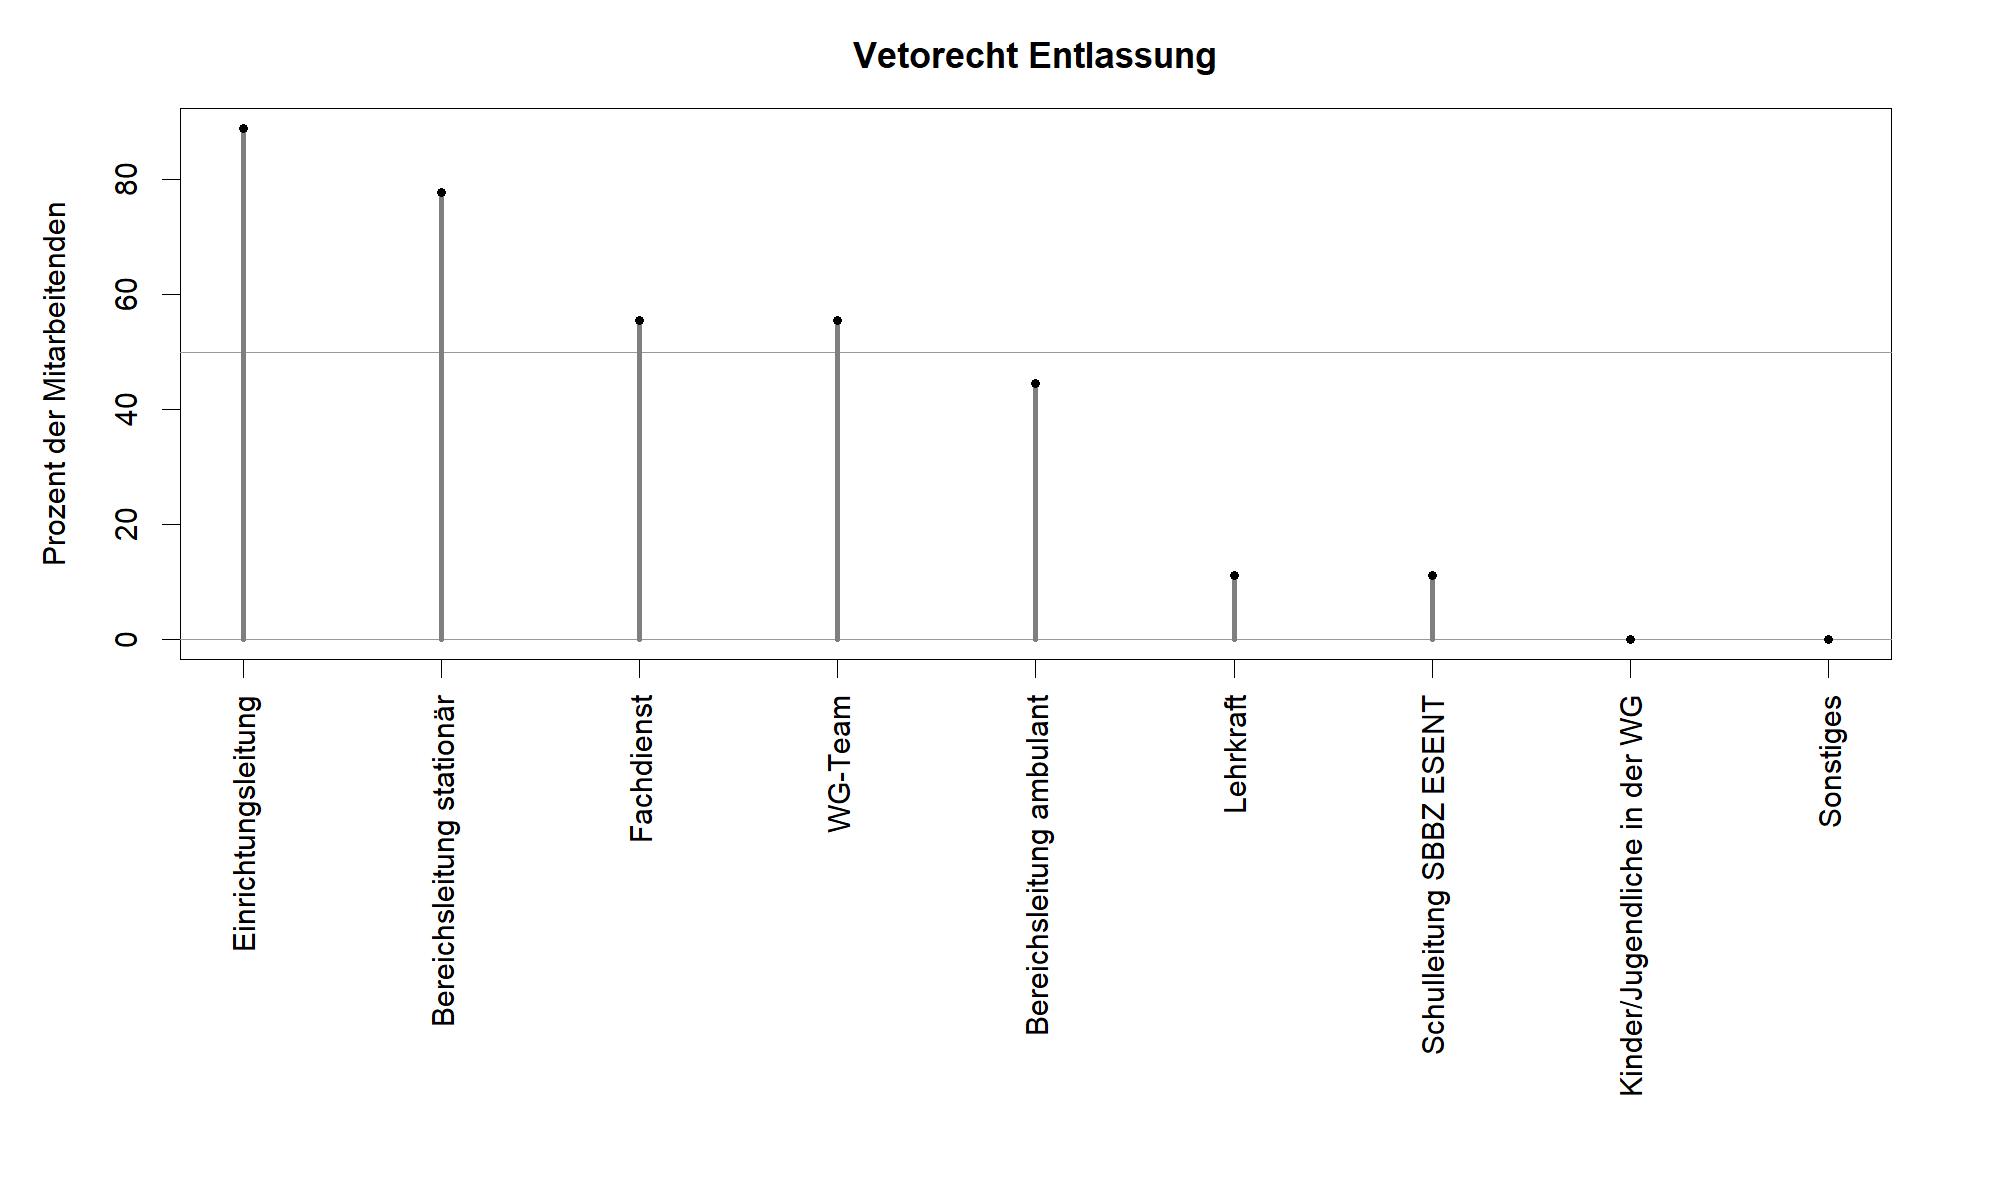 Vetorecht Entlassung
Prozent der Mitarbeitenden
80
60
40
20
0
Einrichtungsleitung
Bereichsleitung stationär
Fachdienst
WG-Team
Bereichsleitung ambulant
Lehrkraft
Schulleitung SBBZ ESENT
Kinder/Jugendliche in der WG
Sonstiges